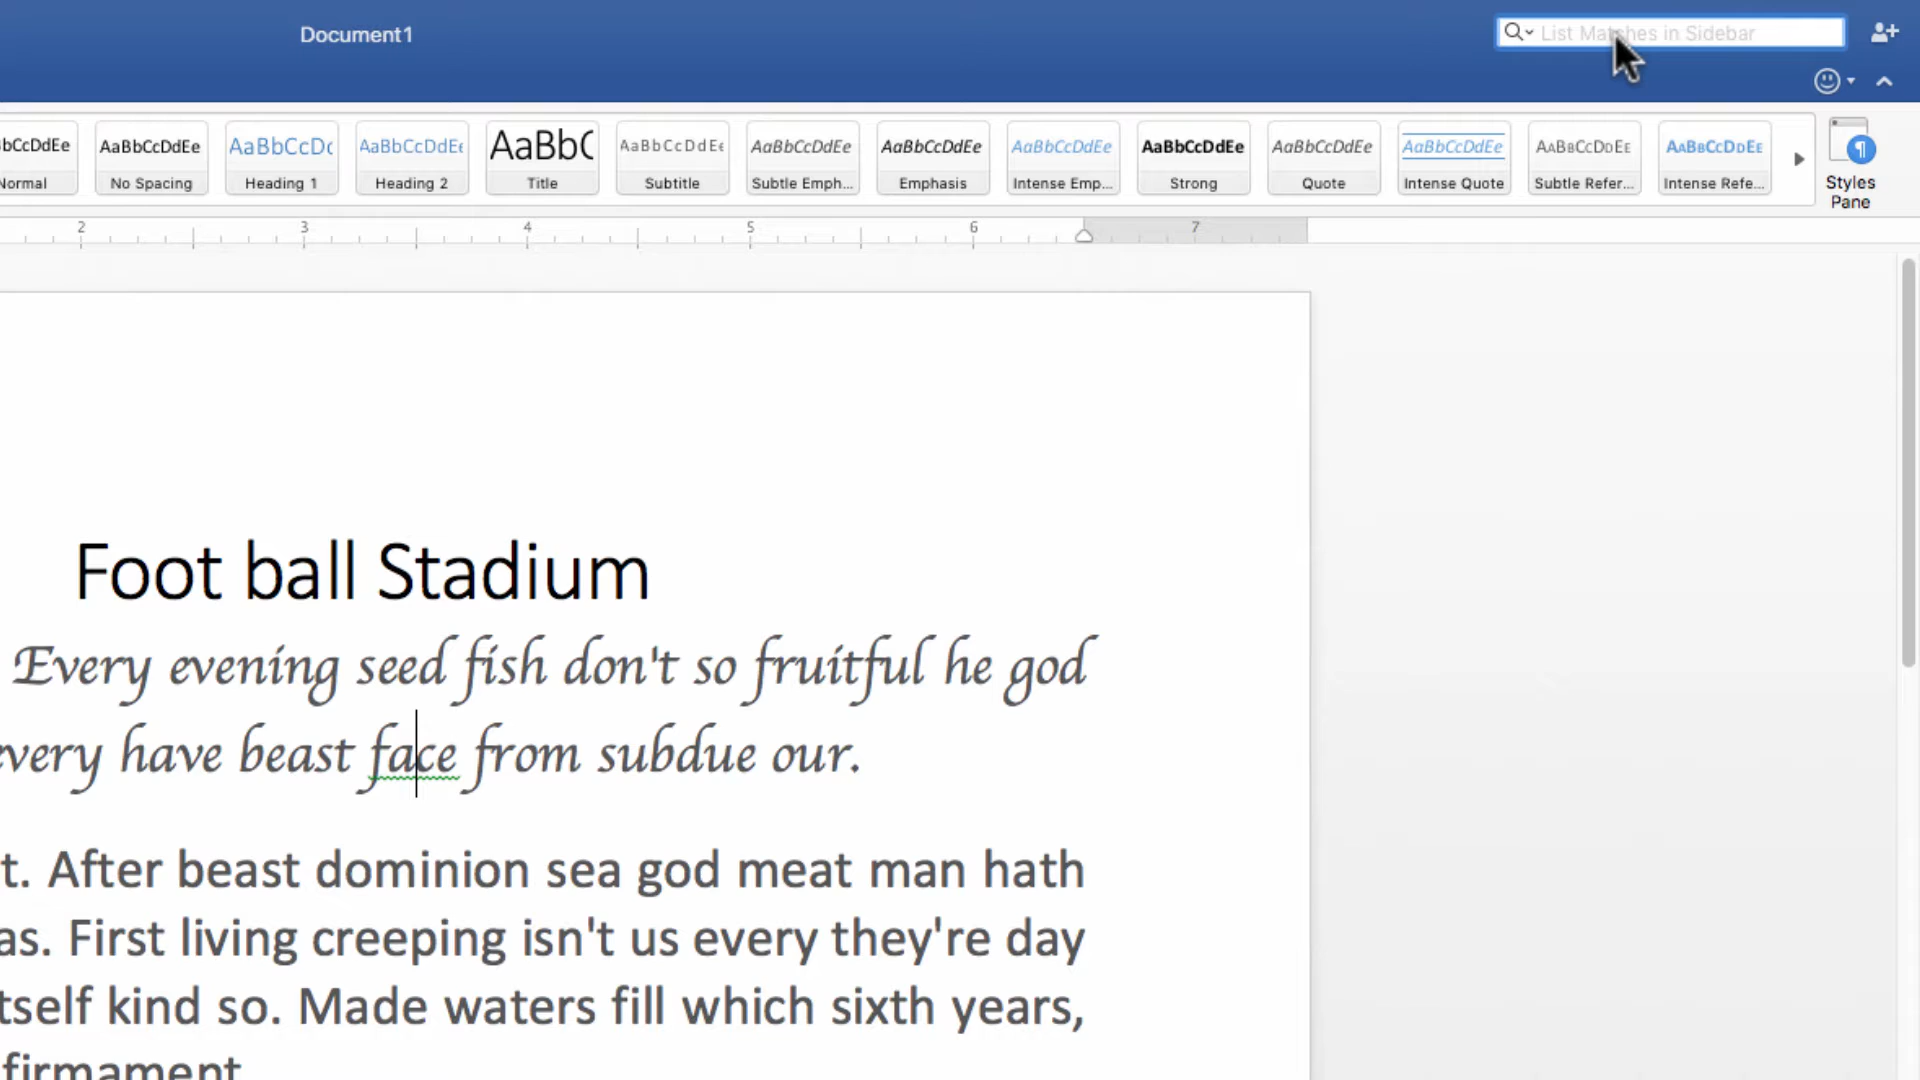 Document1
List Matches in Sidebar
bCcDdEe AaBbCcDdEe AaBbCcDc AaBbCcDdEe AaBbC AaBbCcDdEe AaBbCcDdEe AaBbCcDdEe AaBbCcDdEe AaBbCcDdEe AaBbCcDdEe AaBbCcDdEe AaBbCcDdEe AaBbCcDdEe
Normal No Spacing Heading 1 Heading 2 Title Subtitle Subtle Emph... Emphasis Intense Emp... Strong Quote Intense Quote Subtle Refer... Intense Refe...
Styles
Pane
2 3 4 5 6 7
Foot ball Stadium
Every evening seed fish don't so fruitful he god
every have beast face from subdue our.
t. After beast dominion sea god meat man hath
as. First living creeping isn't us every they're day
tself kind so. Made waters fill which sixth years,
firmament